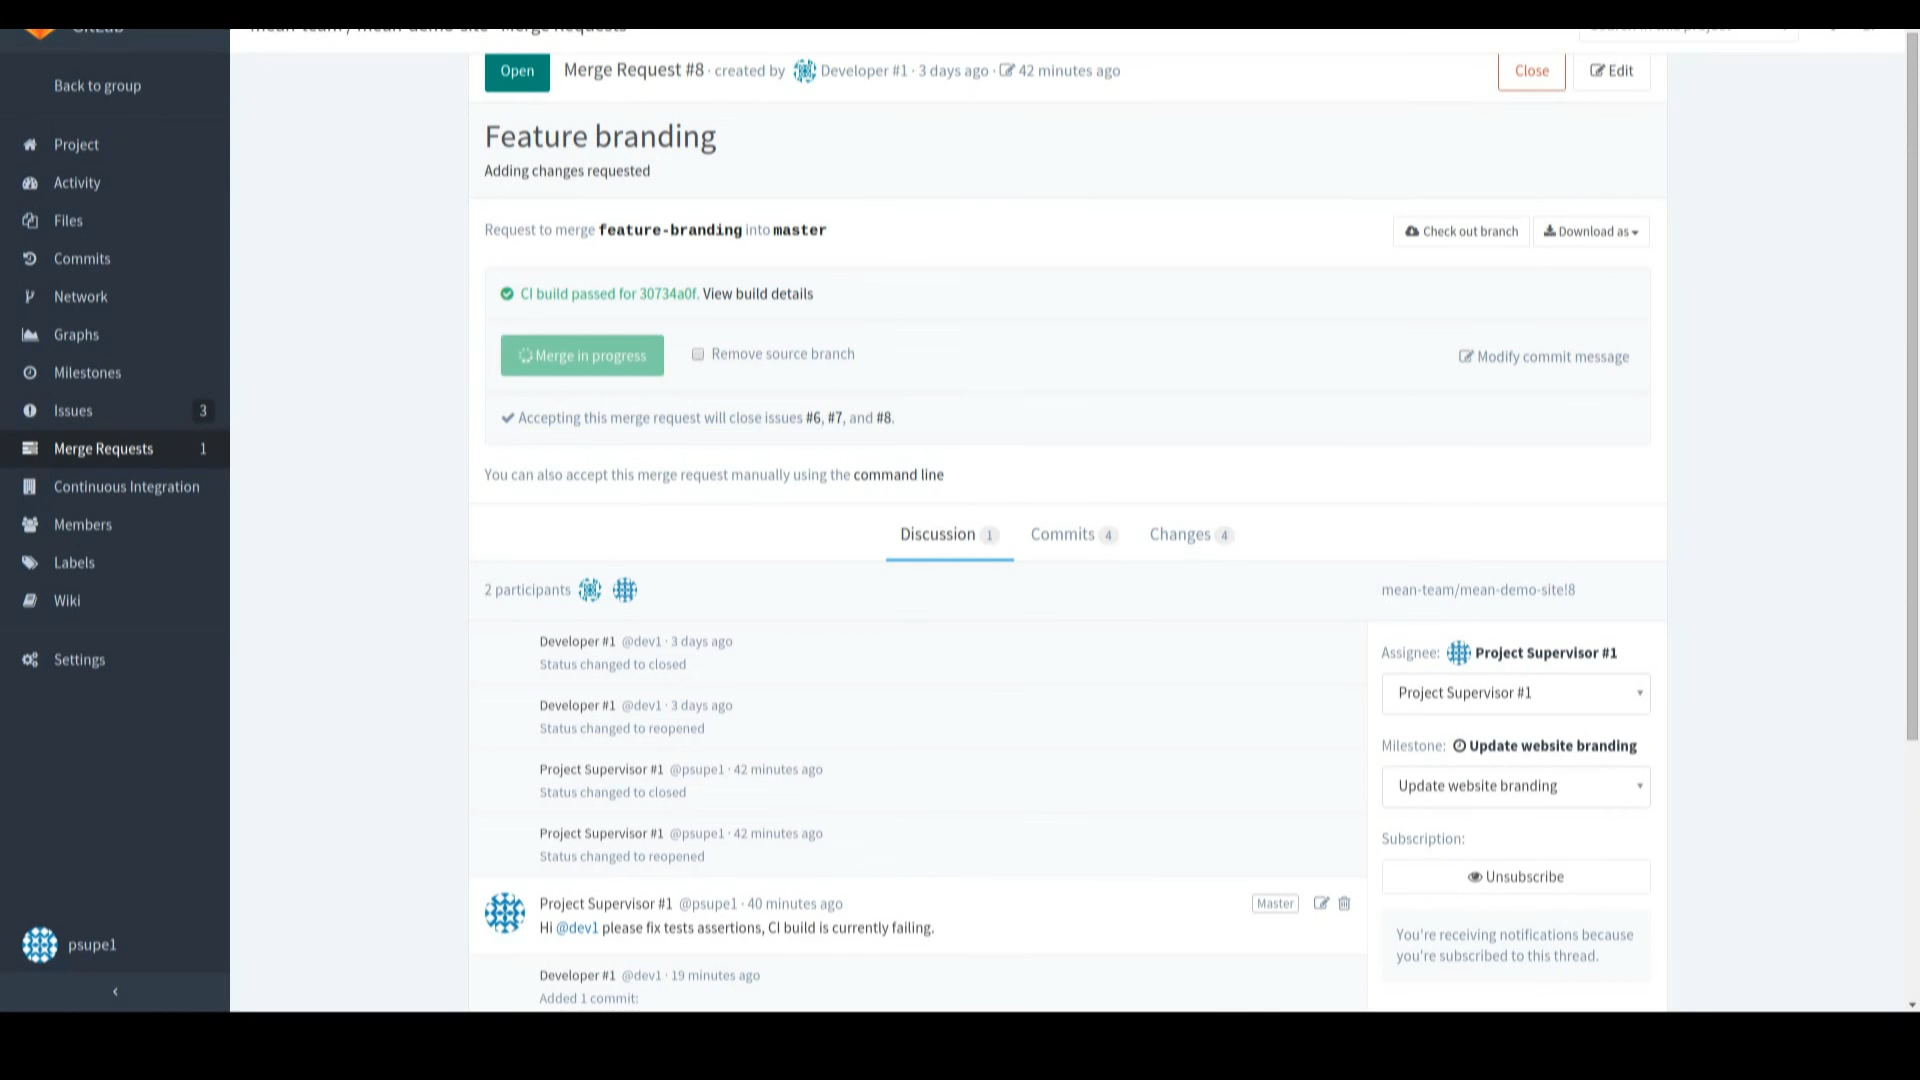 GitLab
mean-team / mean-demo-site · Merge Requests
Back to group
Project
Activity
Files
Commits
Network
Graphs
Milestones
Issues 3
Merge Requests 1
Continuous Integration
Members
Labels
Wiki
Settings
psupe1
Open Merge Request #8 · created by Developer #1 · 3 days ago · 42 minutes ago
Close Edit
Feature branding
Adding changes requested
Request to merge feature-branding into master
Check out branch Download as
CI build passed for 30734a0f. View build details
Merge in progress Remove source branch Modify commit message
Accepting this merge request will close issues #6, #7, and #8.
You can also accept this merge request manually using the command line
Discussion 1 Commits 4 Changes 4
2 participants
mean-team/mean-demo-site!8
Developer #1 @dev1 · 3 days ago
Status changed to closed
Developer #1 @dev1 · 3 days ago
Status changed to reopened
Project Supervisor #1 @psupe1 · 42 minutes ago
Status changed to closed
Project Supervisor #1 @psupe1 · 42 minutes ago
Status changed to reopened
Project Supervisor #1 @psupe1 · 40 minutes ago Master
Hi @dev1 please fix tests assertions, CI build is currently failing.
Developer #1 @dev1 · 19 minutes ago
Added 1 commit:
Assignee: Project Supervisor #1
Project Supervisor #1
Milestone: Update website branding
Update website branding
Subscription:
Unsubscribe
You're receiving notifications because
you're subscribed to this thread.